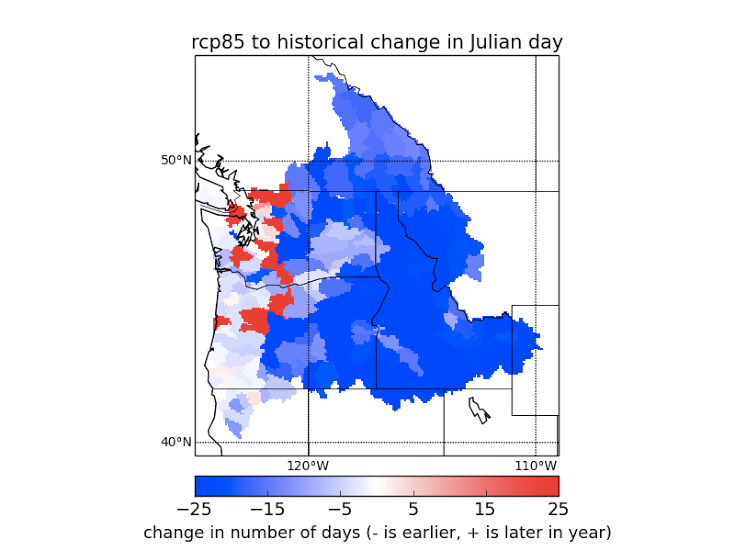 rcp85 to historical change in Julian day
50°N
40°N
120°W 110°W
−25 −15 −5 5 15 25
change in number of days (- is earlier, + is later in year)